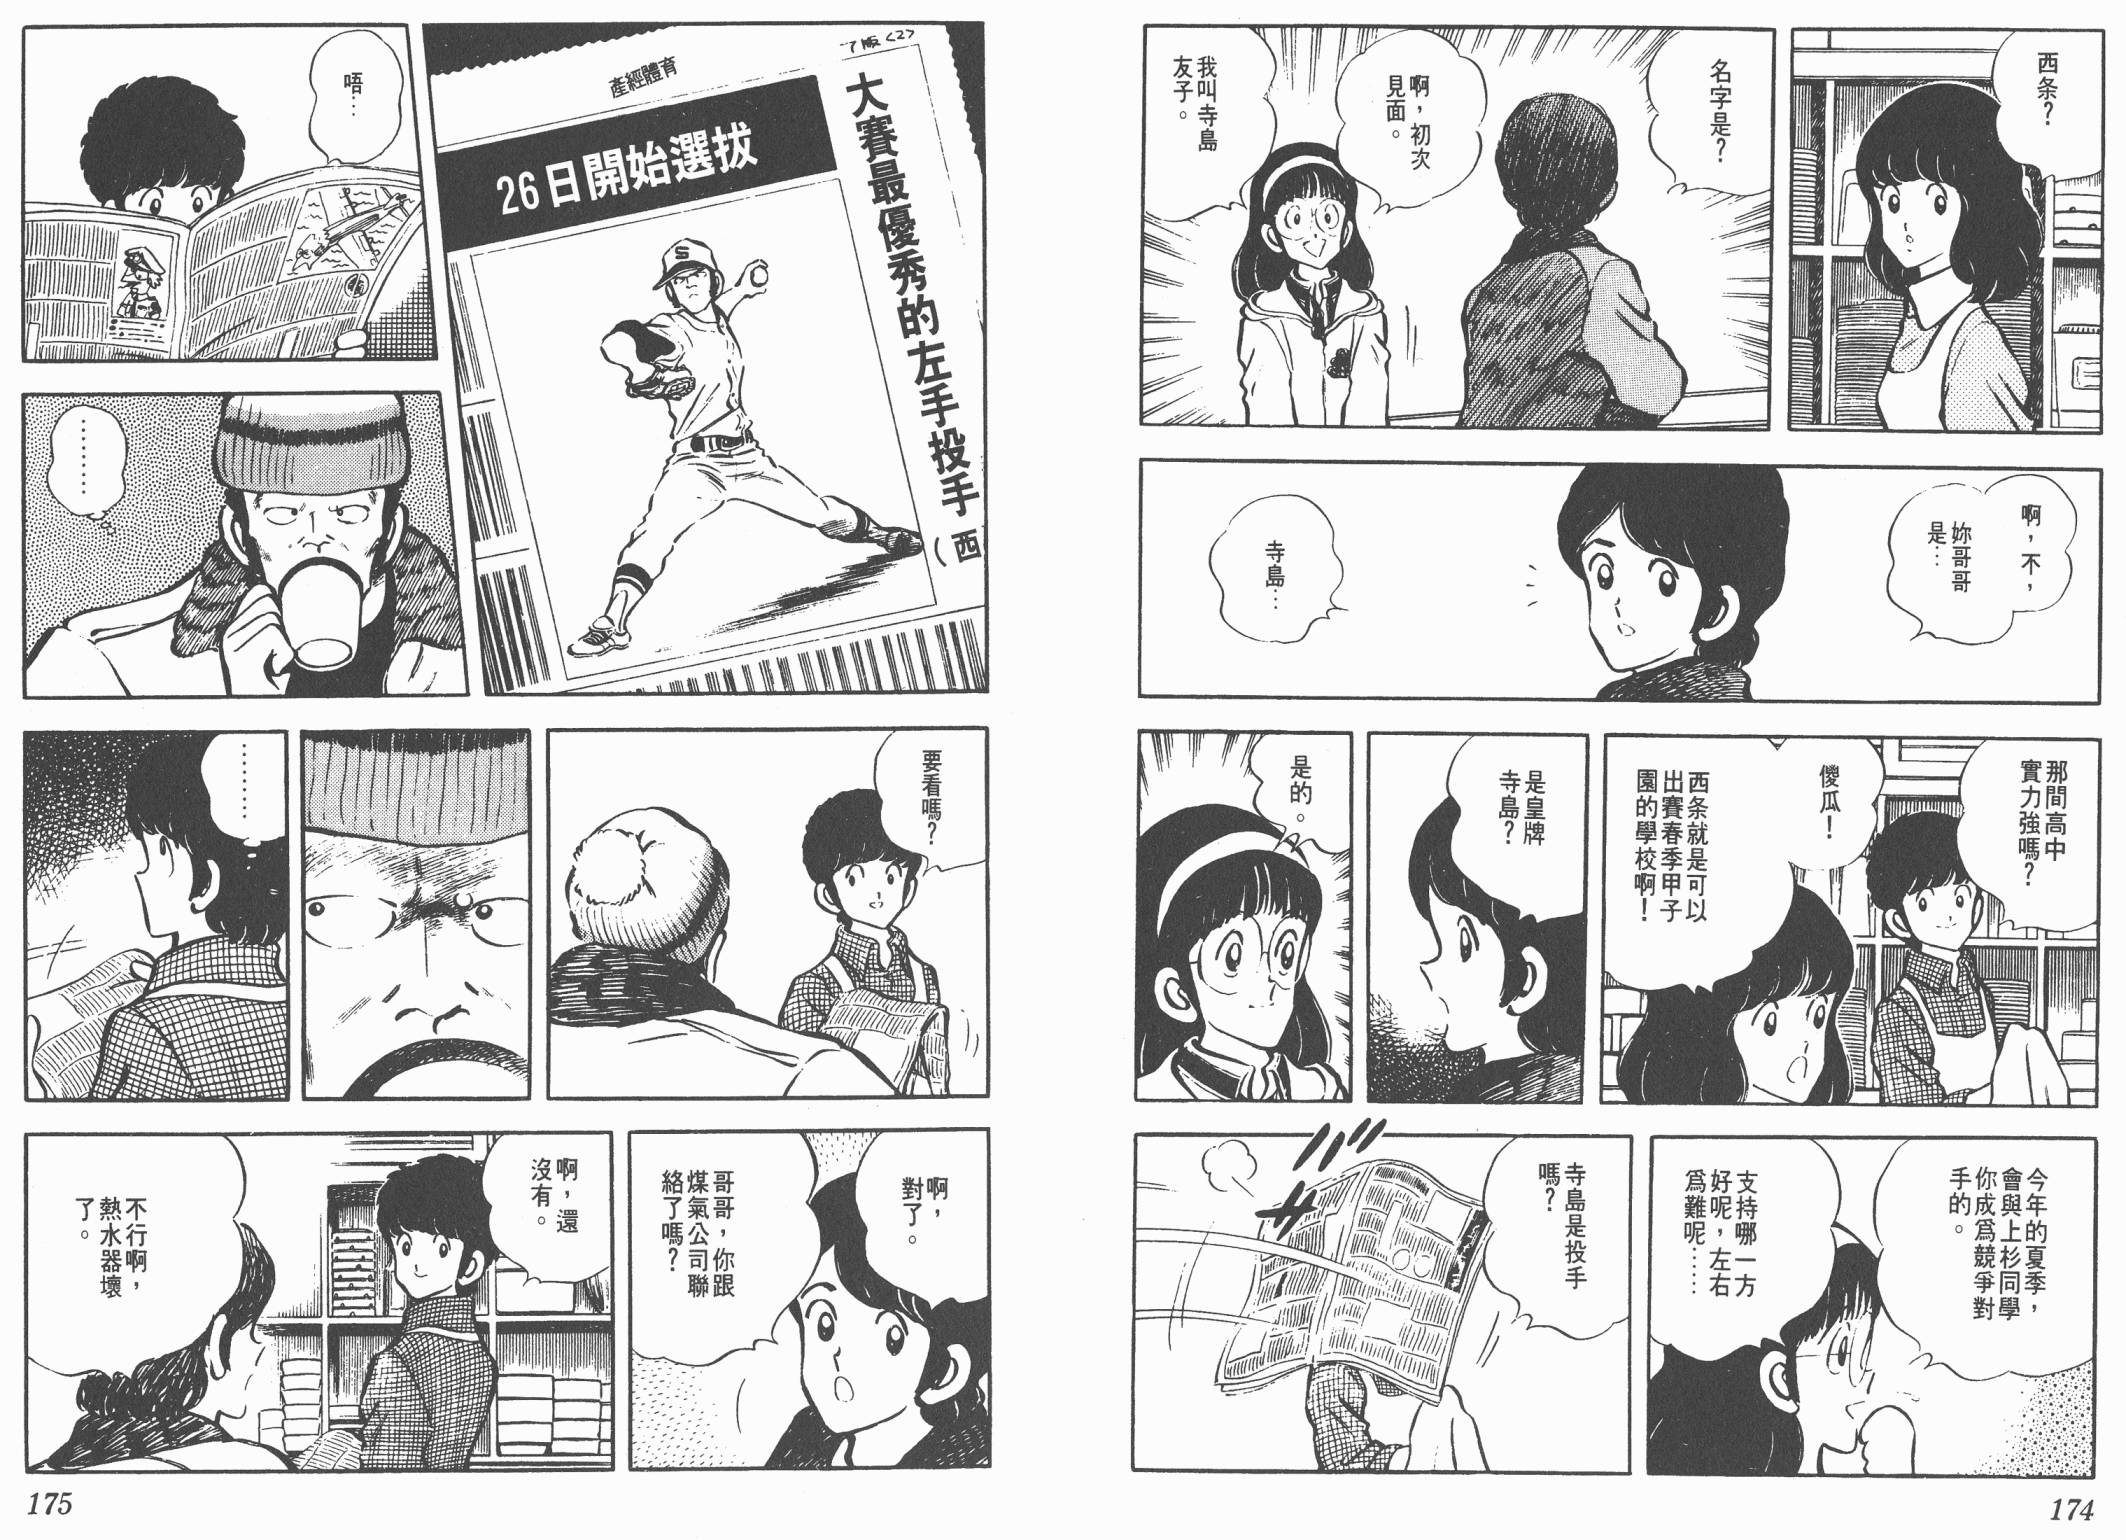 西条？
名字是？
啊，初次
見面。
我叫寺島
友子。
啊，不，
妳哥哥
是…
寺島…
那間高中
實力強嗎？
傻瓜！
西条就是可以
出賽春季甲子
園的學校啊！
是皇牌
寺島？
是的。
今年的夏季，
會與上杉同學
你成爲競爭對
手的。
支持哪一方
好呢，左右
爲難呢……
寺島是投手
嗎？
174
7版〈2〉
產經體育
大賽最優秀的左手投手
（西
26日開始選拔
唔…
………
要看嗎？
………
啊，
對了。
哥哥，你跟
煤氣公司聯
絡了嗎？
啊，還
沒有。
不行啊，
熱水器壞
了。
175